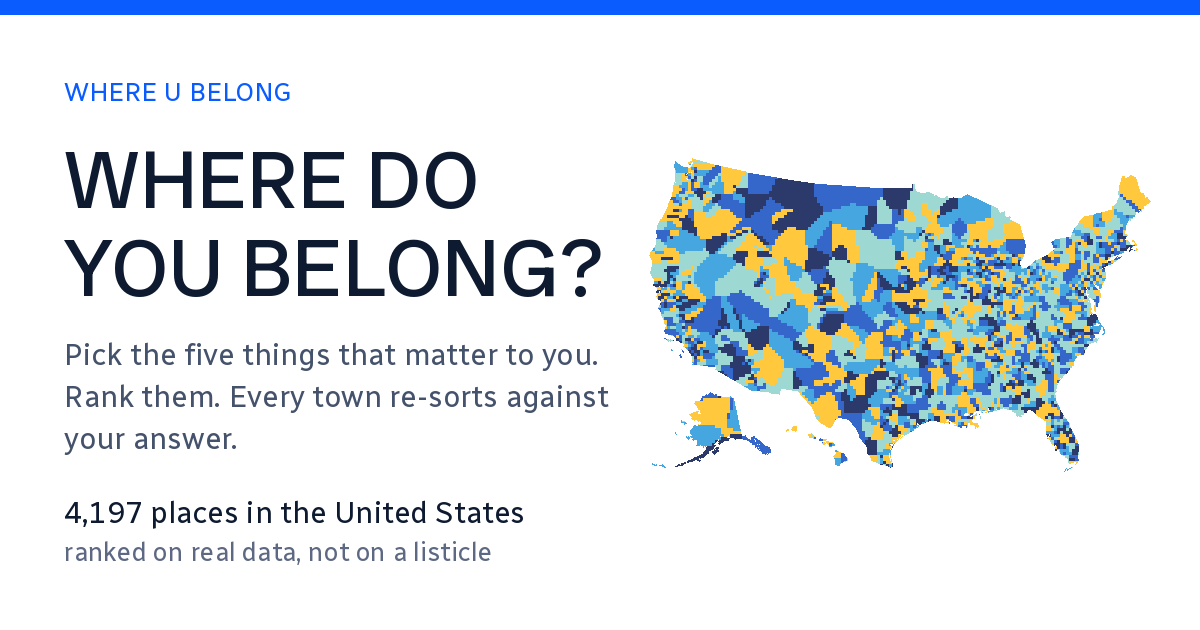 WHERE U BELONG
WHERE DO
YOU BELONG?
Pick the five things that matter to you.
Rank them. Every town re-sorts against
your answer.
4,197 places in the United States
ranked on real data, not on a listicle